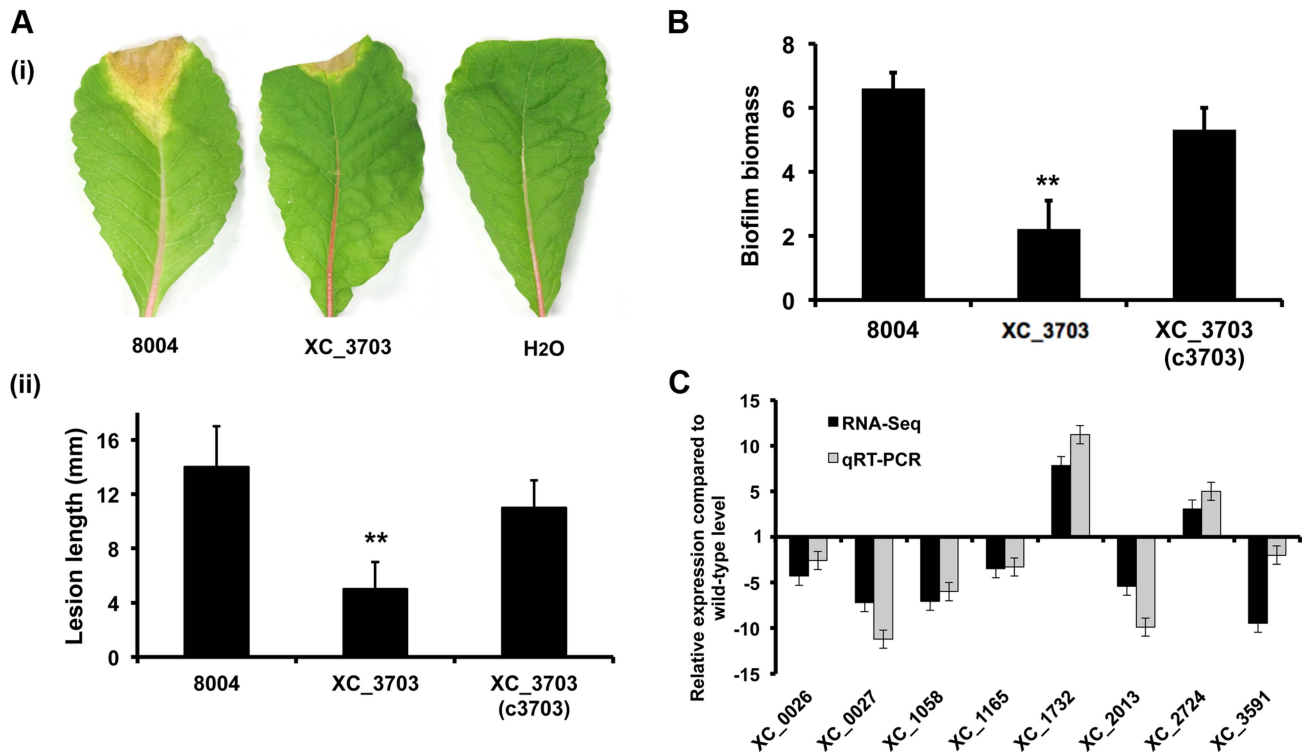 A
(i)
8004
XC_3703
H2O
(ii)
Lesion length (mm)
16
12
8
4
0
**
8004
XC_3703
XC_3703
(c3703)
B
Biofilm biomass
8
6
4
2
0
**
8004
XC_3703
XC_3703
(c3703)
C
Relative expression compared to
wild-type level
15
10
5
1
-5
-10
-15
RNA-Seq
qRT-PCR
XC_0026
XC_0027
XC_1058
XC_1165
XC_1732
XC_2013
XC_2724
XC_3591